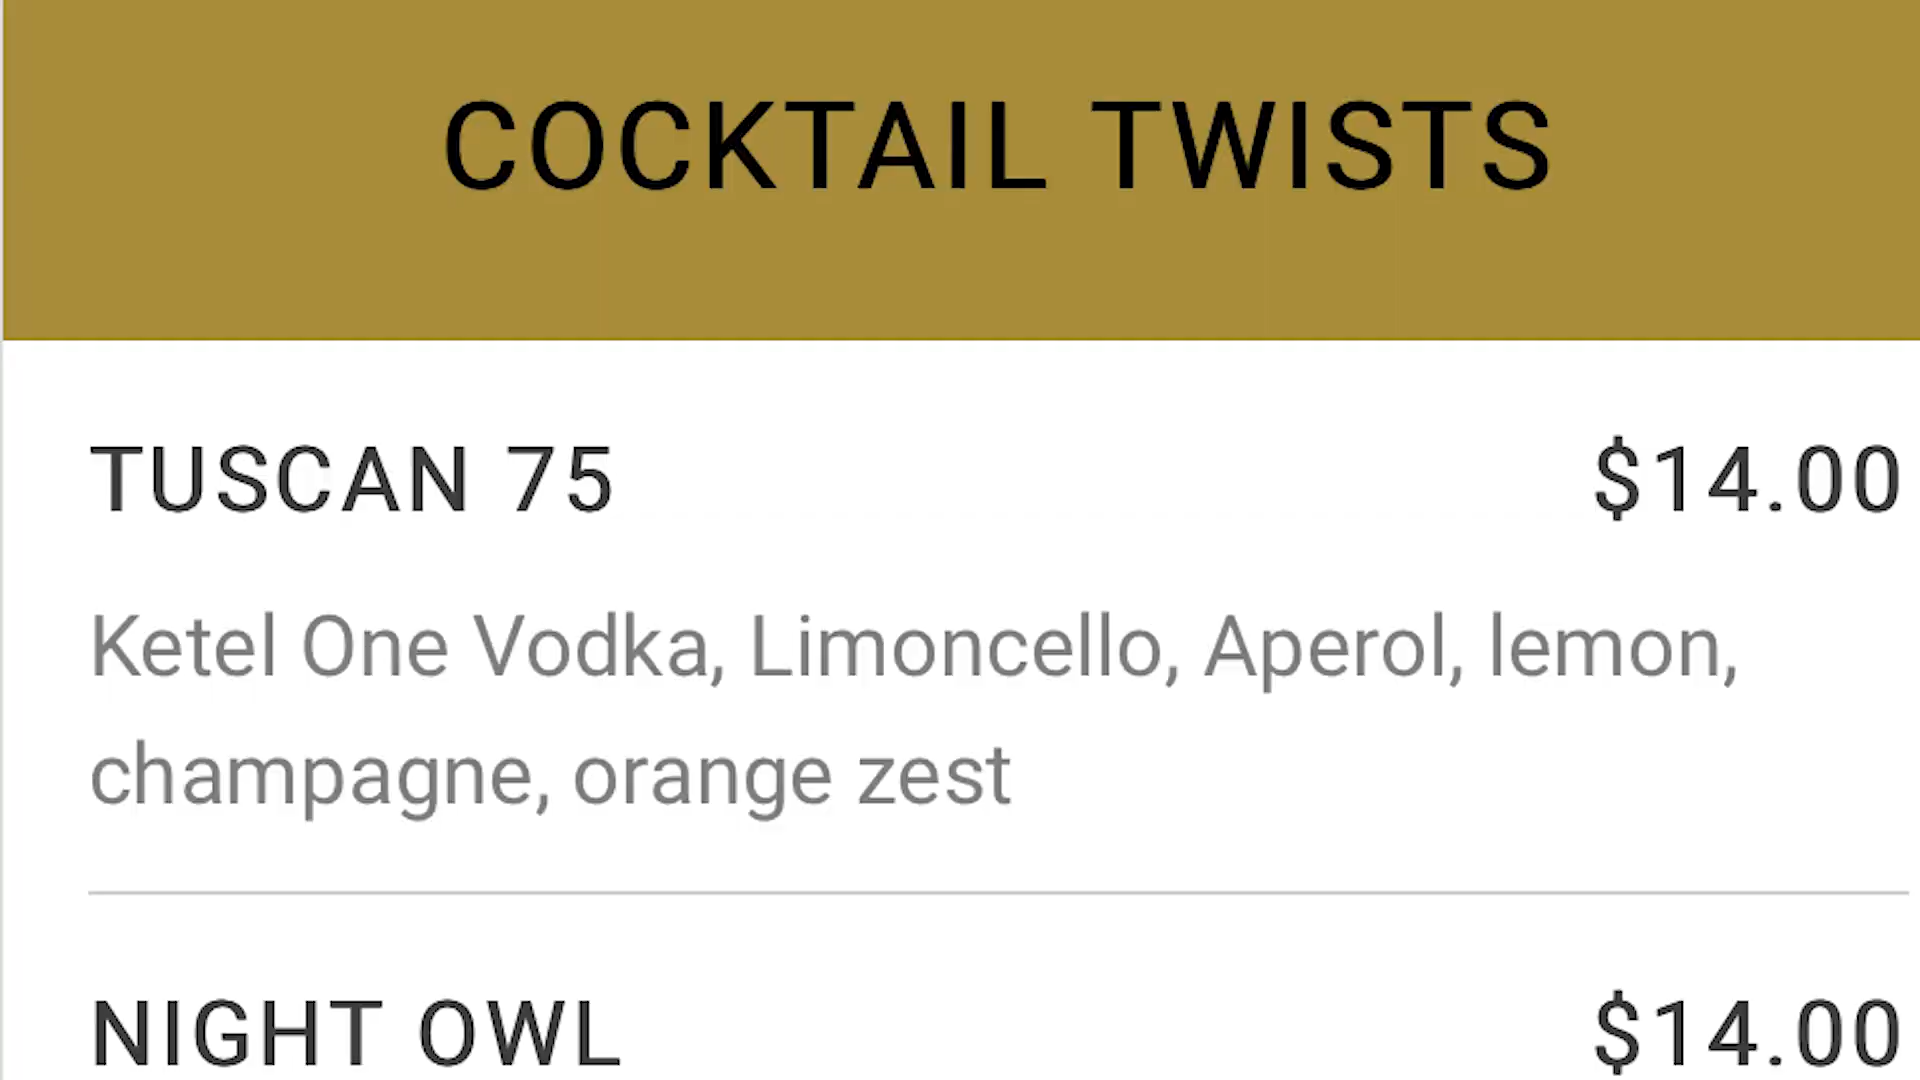 COCKTAIL TWISTS
TUSCAN 75 $14.00
Ketel One Vodka, Limoncello, Aperol, lemon,
champagne, orange zest
NIGHT OWL $14.00